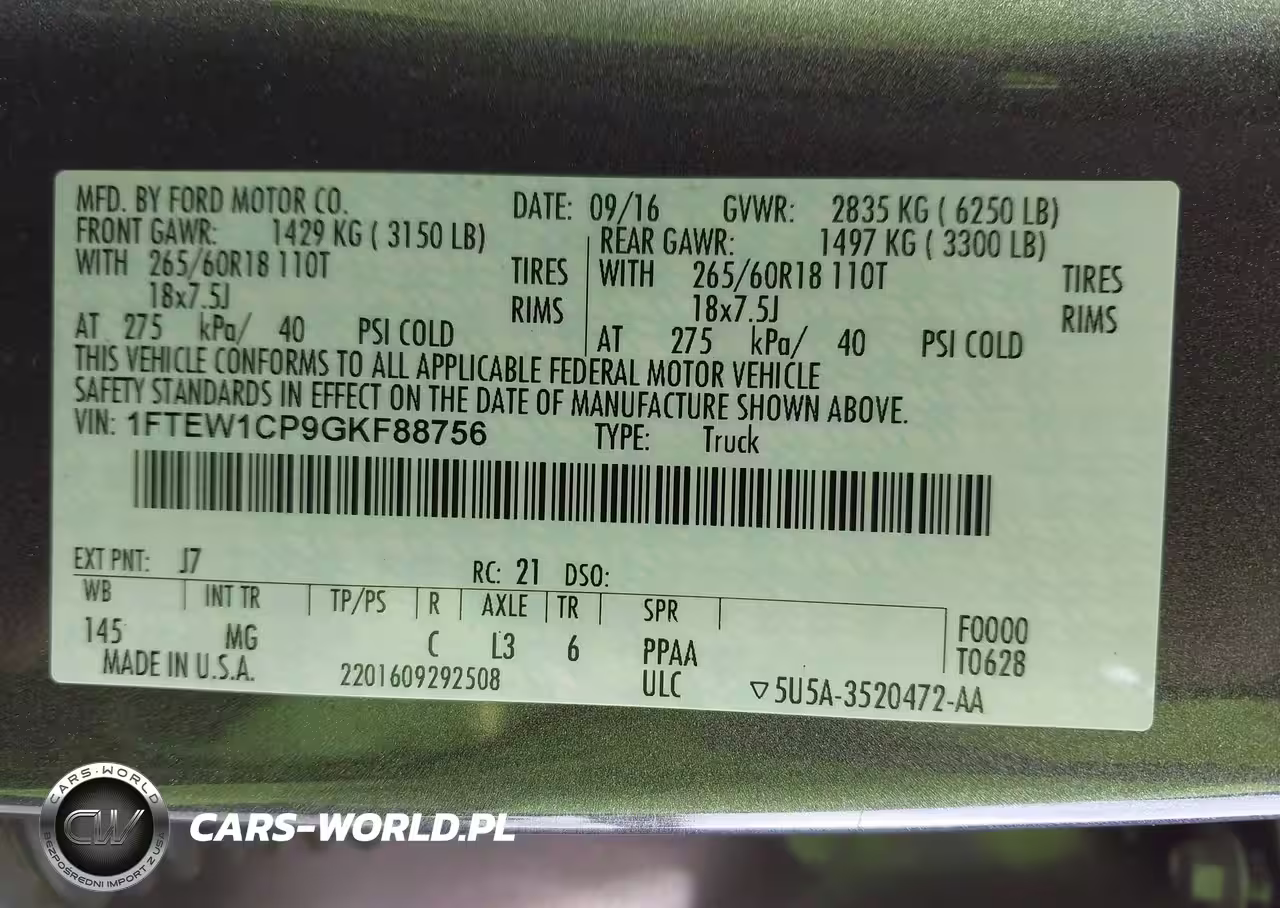 MFD. BY FORD MOTOR CO. DATE: 09/16 GVWR: 2835 KG ( 6250 LB)
FRONT GAWR: 1429 KG ( 3150 LB) REAR GAWR: 1497 KG ( 3300 LB)
WITH 265/60R18 110T TIRES WITH 265/60R18 110T TIRES
18x7.5J RIMS 18x7.5J RIMS
AT 275 kPa/ 40 PSI COLD AT 275 kPa/ 40 PSI COLD
THIS VEHICLE CONFORMS TO ALL APPLICABLE FEDERAL MOTOR VEHICLE
SAFETY STANDARDS IN EFFECT ON THE DATE OF MANUFACTURE SHOWN ABOVE.
VIN: 1FTEW1CP9GKF88756 TYPE: Truck
EXT PNT: J7 RC: 21 DSO:
WB INT TR TP/PS R AXLE TR SPR
145 MG C L3 6 PPAA F0000
ULC T0628
MADE IN U.S.A. 2201609292508 ▽5U5A-3520472-AA
CARS-WORLD
CW
BEZPOŚREDNI IMPORT Z USA
CARS-WORLD.PL